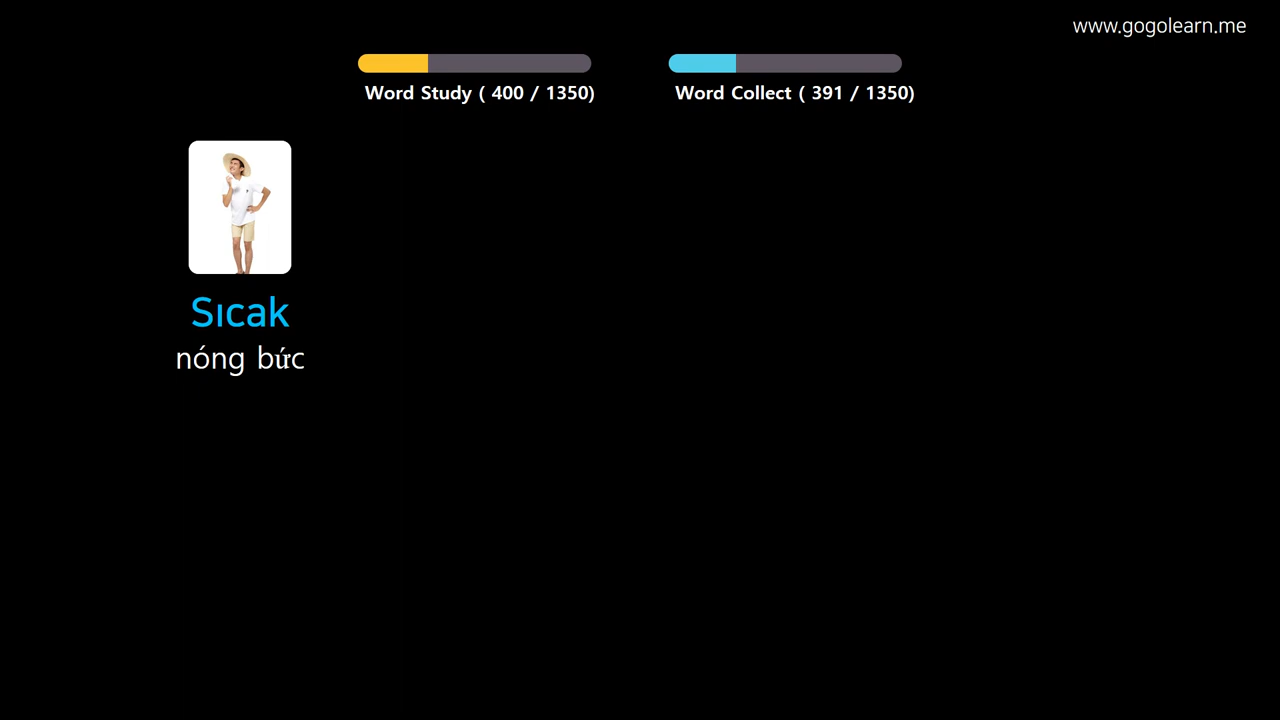 www.gogolearn.me
Word Study ( 400 / 1350)
Word Collect ( 391 / 1350)
Sıcak
nóng bức